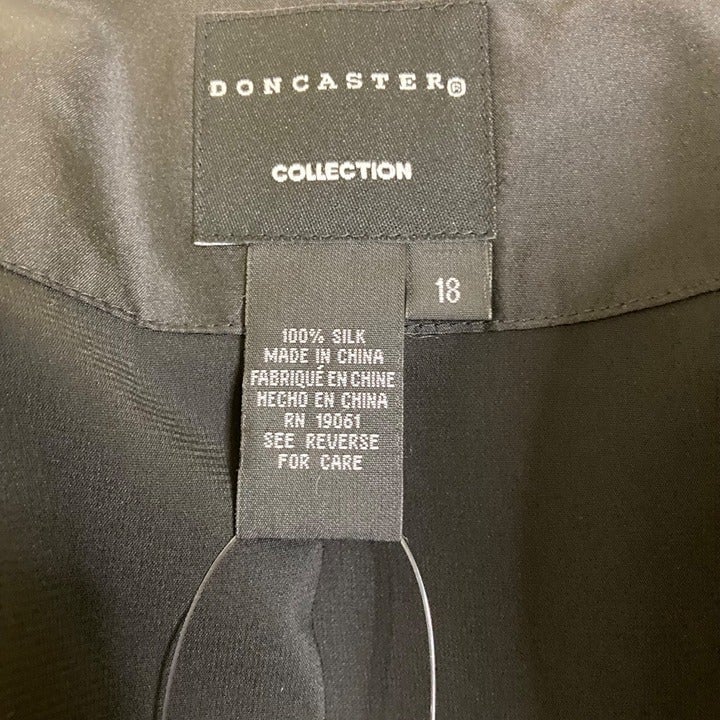 DONCASTER®
COLLECTION
18
100% SILK
MADE IN CHINA
FABRIQUÉ EN CHINE
HECHO EN CHINA
RN 19061
SEE REVERSE
FOR CARE